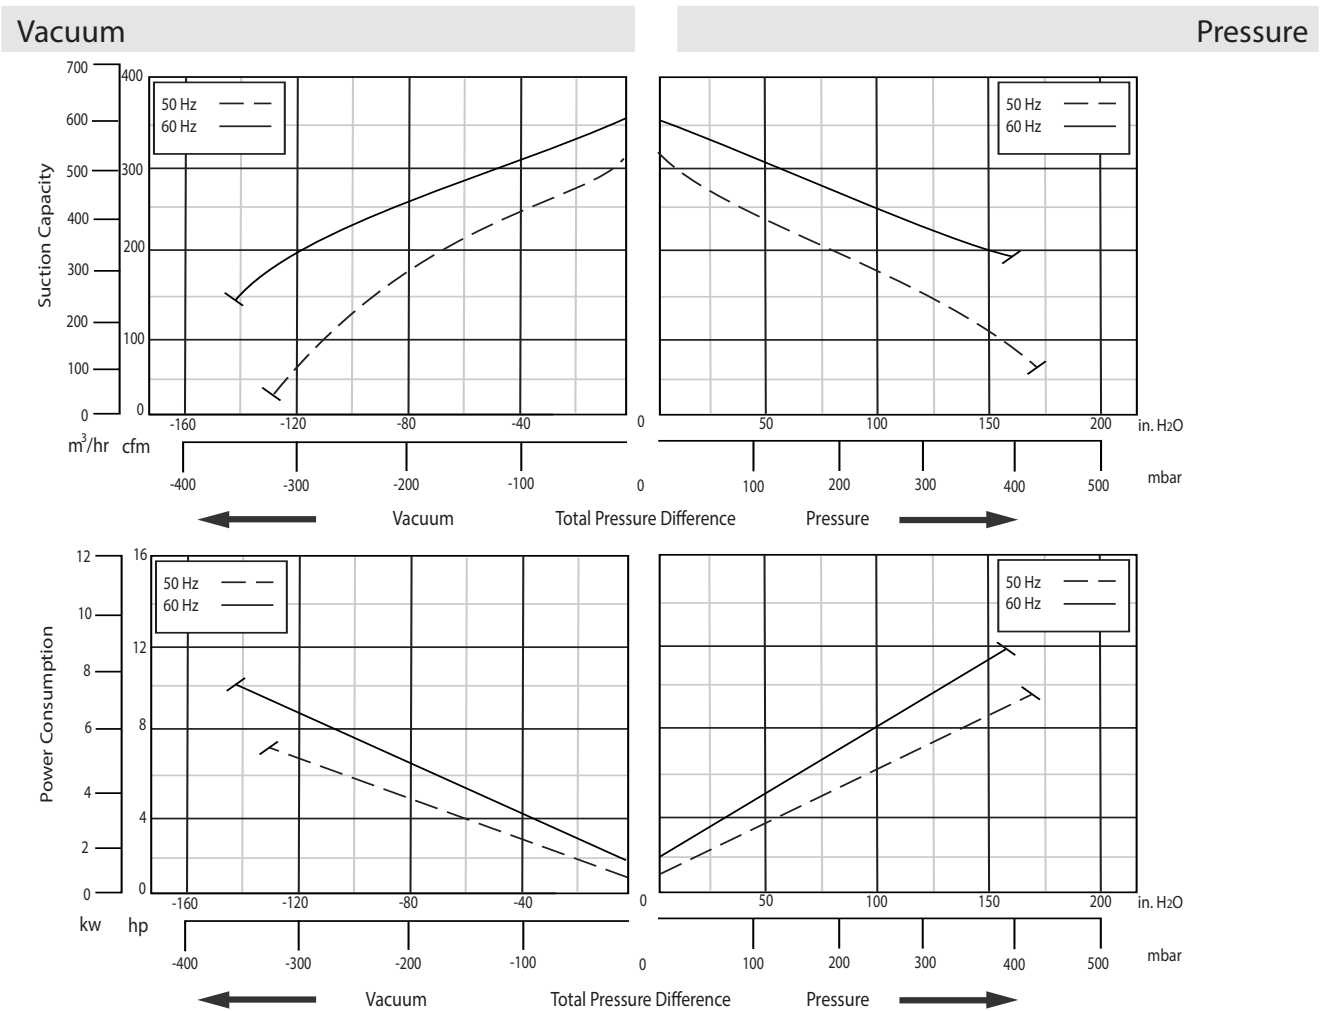 Vacuum
Pressure
700
600
500
400
300
200
100
0
m³/hr
400
300
200
100
0
cfm
Suction Capacity
50 Hz
60 Hz
50 Hz
60 Hz
-160 -120 -80 -40 0 50 100 150 200 in. H2O
-400 -300 -200 -100 0 100 200 300 400 500 mbar
Vacuum Total Pressure Difference Pressure
12
10
8
6
4
2
0
kw
16
12
8
4
0
hp
Power Consumption
50 Hz
60 Hz
50 Hz
60 Hz
-160 -120 -80 -40 0 50 100 150 200 in. H2O
-400 -300 -200 -100 0 100 200 300 400 500 mbar
Vacuum Total Pressure Difference Pressure